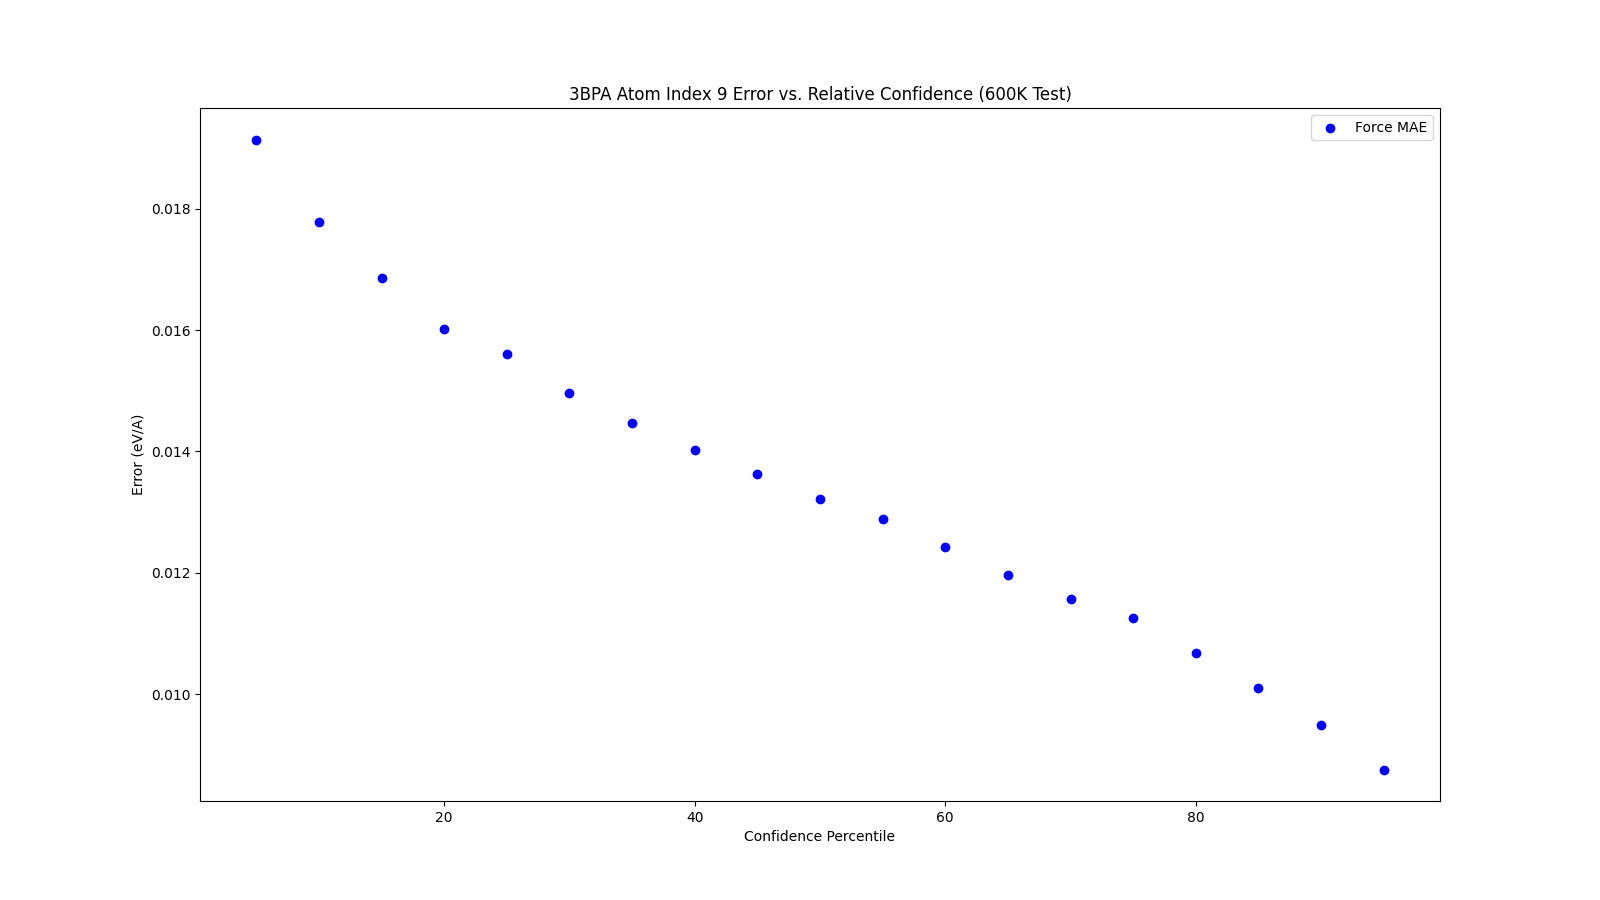 3BPA Atom Index 9 Error vs. Relative Confidence (600K Test)
Force MAE
0.018
0.016
0.014
0.012
0.010
Error (eV/A)
20
40
60
80
Confidence Percentile